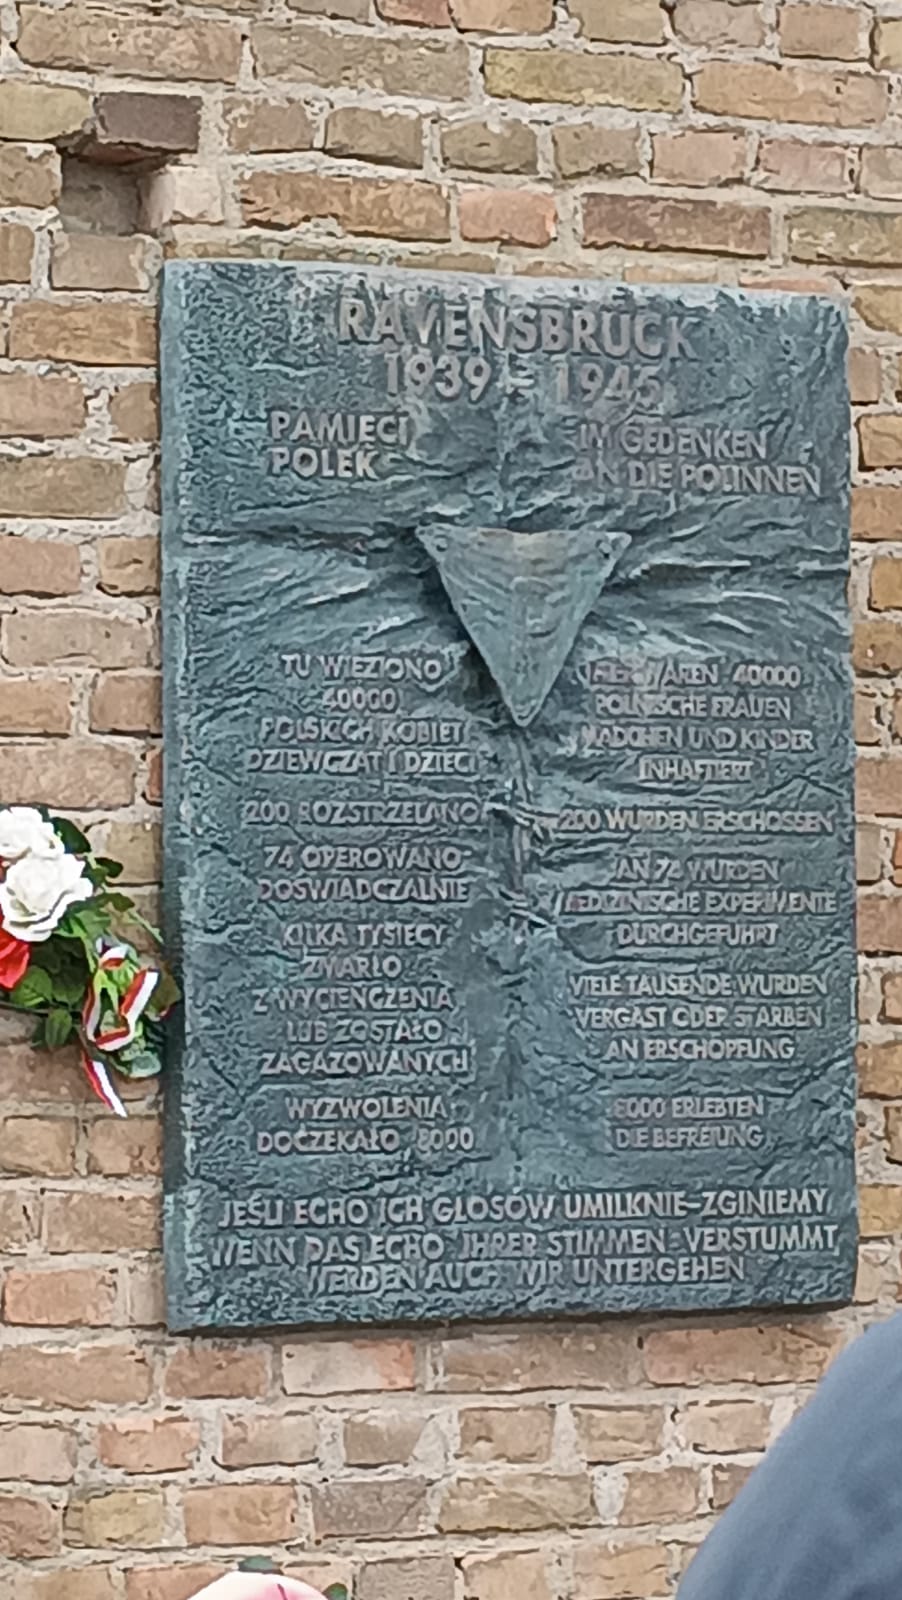 RAVENSBRÜCK
1939 - 1945
PAMIĘCI
POLEK
IM GEDENKEN
AN DIE POLINNEN
TU WIĘZIONO
40000
POLSKICH KOBIET
DZIEWCZĄT I DZIECI
200 ROZSTRZELANO
74 OPEROWANO
DOŚWIADCZALNIE
KILKA TYSIĘCY
ZMARŁO
Z WYCIEŃCZENIA
LUB ZOSTAŁO
ZAGAZOWANYCH
WYZWOLENIA
DOCZEKAŁO 8000
HIER WAREN 40000
POLNISCHE FRAUEN
MÄDCHEN UND KINDER
INHAFTIERT
200 WURDEN ERSCHOSSEN
AN 74 WURDEN
MEDIZINISCHE EXPERIMENTE
DURCHGEFÜHRT
VIELE TAUSENDE WURDEN
VERGAST ODER STARBEN
AN ERSCHÖPFUNG
8000 ERLEBTEN
DIE BEFREIUNG
JEŚLI ECHO ICH GŁOSÓW UMILKNIE-ZGINIEMY
WENN DAS ECHO IHRER STIMMEN VERSTUMMT
WERDEN AUCH WIR UNTERGEHEN